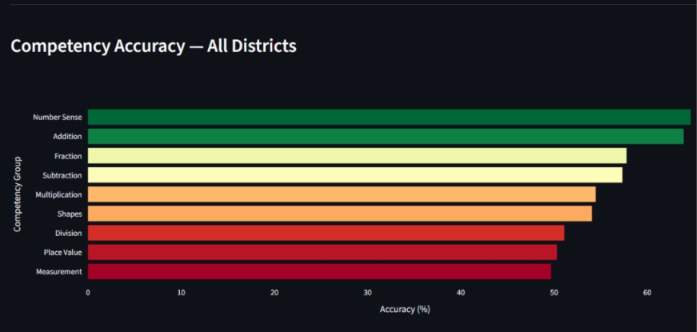 Competency Accuracy — All Districts
Competency Group
Number Sense
Addition
Fraction
Subtraction
Multiplication
Shapes
Division
Place Value
Measurement
0 10 20 30 40 50 60
Accuracy (%)